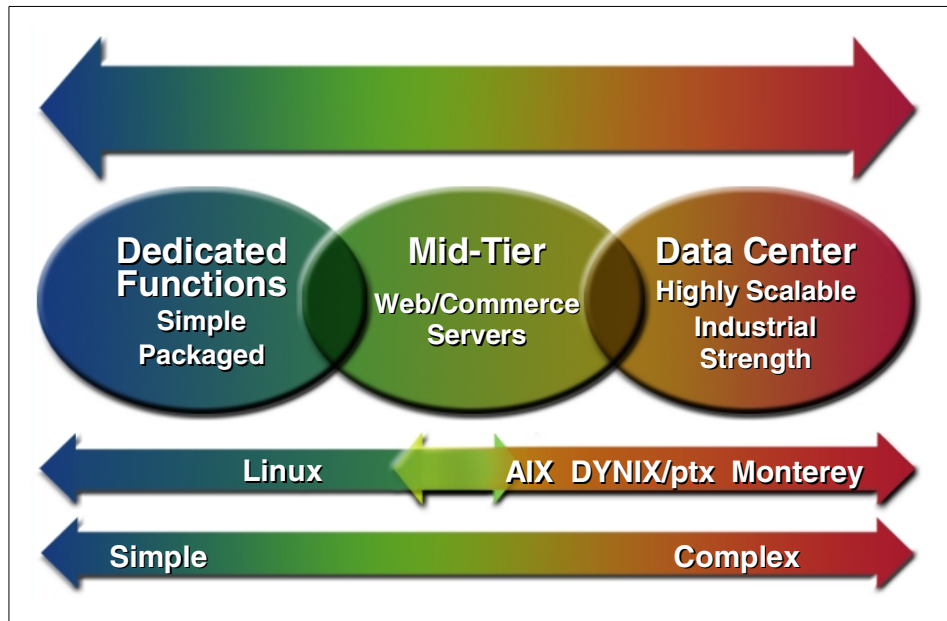 Dedicated
Functions
Simple
Packaged
Mid-Tier
Web/Commerce
Servers
Data Center
Highly Scalable
Industrial
Strength
Linux
AIX DYNIX/ptx Monterey
Simple
Complex